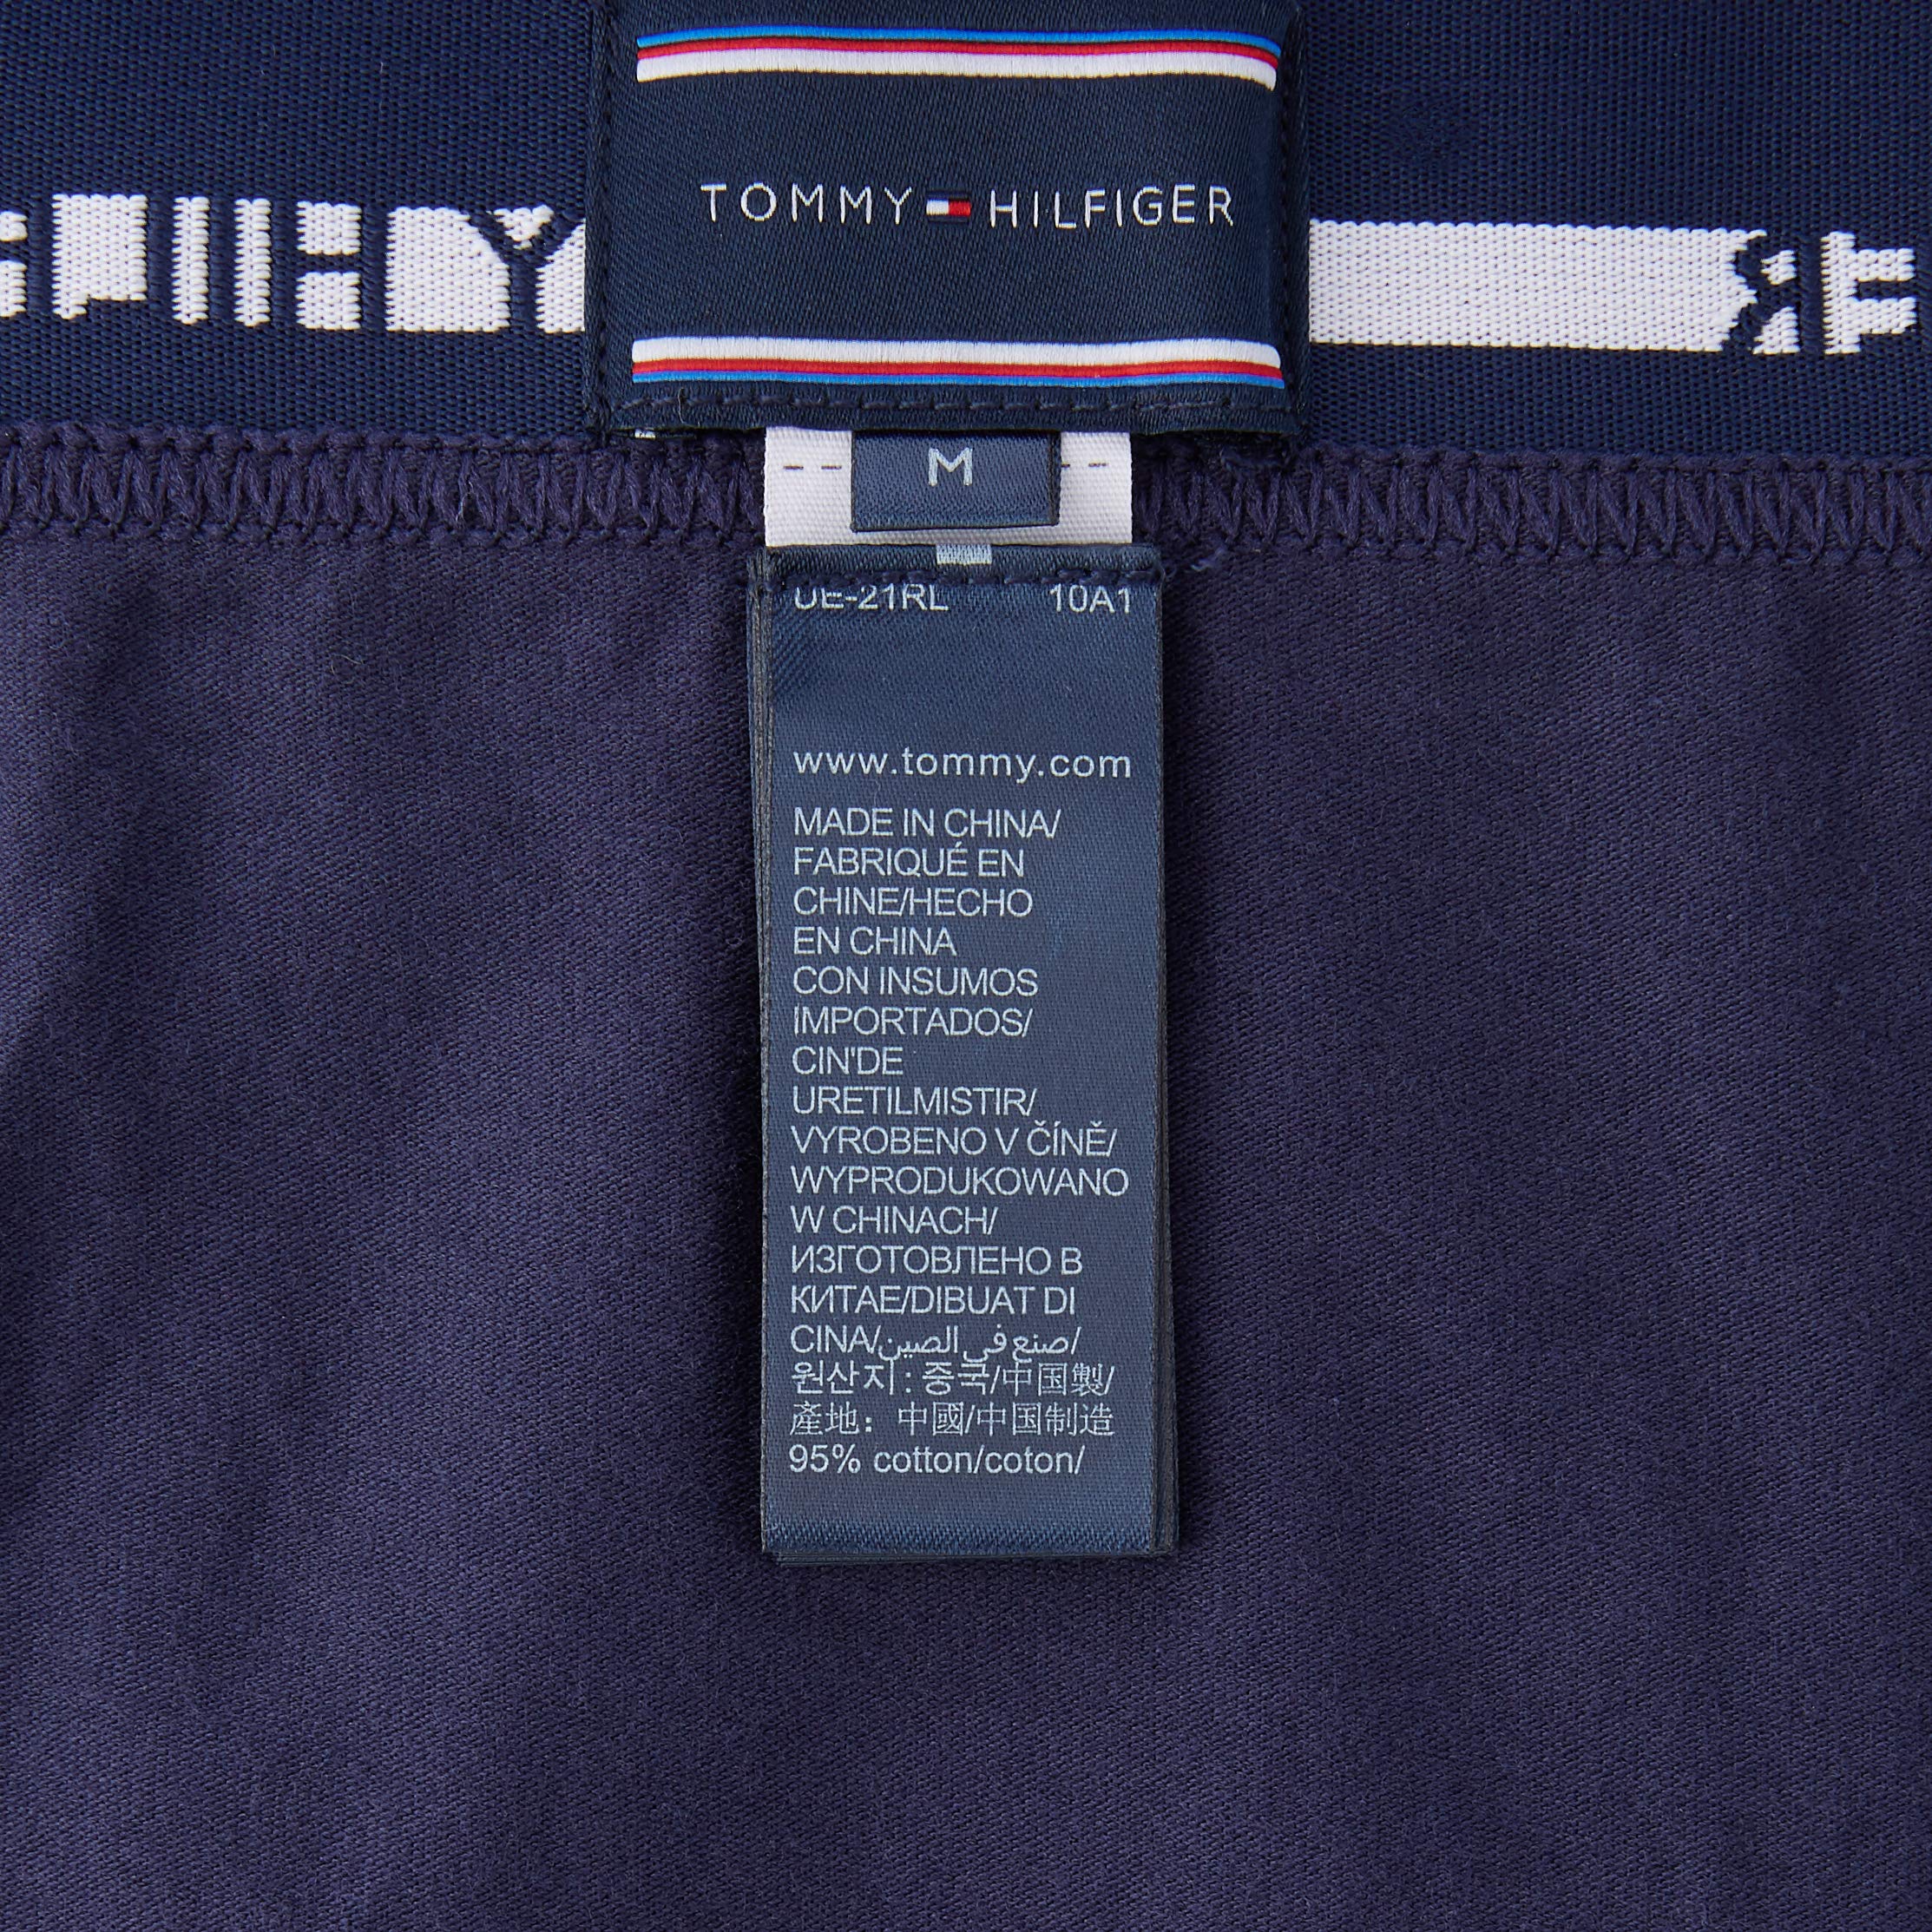 TOMMY HILFIGER
M
UE-21RL 10A1
www.tommy.com
MADE IN CHINA/
FABRIQUÉ EN
CHINE/HECHO
EN CHINA
CON INSUMOS
IMPORTADOS/
CIN'DE
URETILMISTIR/
VYROBENO V ČÍNĚ/
WYPRODUKOWANO
W CHINACH/
ИЗГОТОВЛЕНО В
КИТАЕ/DIBUAT DI
CINA/صنع في الصين/
원산지 : 중국/中国製/
產地：中國/中国制造
95% cotton/coton/